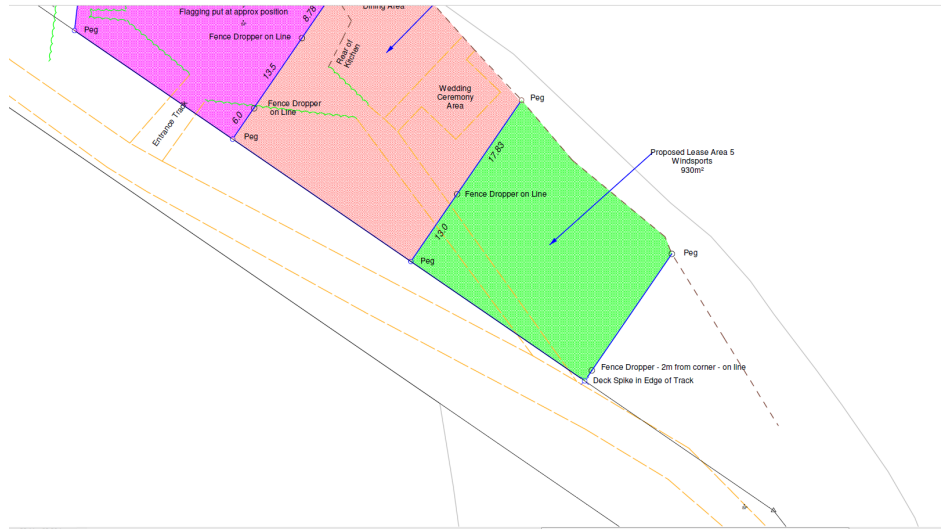 Dining Area
Flagging put at approx position
8.78
Peg
Fence Dropper on Line
Rear of
Kitchen
13.5
Wedding
Ceremony
Area
Peg
Fence Dropper
on Line
6.0
Entrance Track
Peg
17.83
Proposed Lease Area 5
Windsports
930m²
Fence Dropper on Line
13.0
Peg
Peg
Fence Dropper - 2m from corner - on line
Deck Spike in Edge of Track